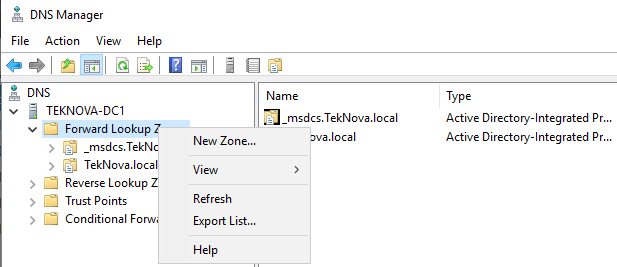 DNS Manager
File Action View Help
DNS
TEKNOVA-DC1
Forward Lookup Z
_msdcs.TekNo
TekNova.local
Reverse Lookup Z
Trust Points
Conditional Forwa
New Zone...
View
Refresh
Export List...
Help
Name Type
_msdcs.TekNova.local Active Directory-Integrated Pr...
nova.local Active Directory-Integrated Pr...